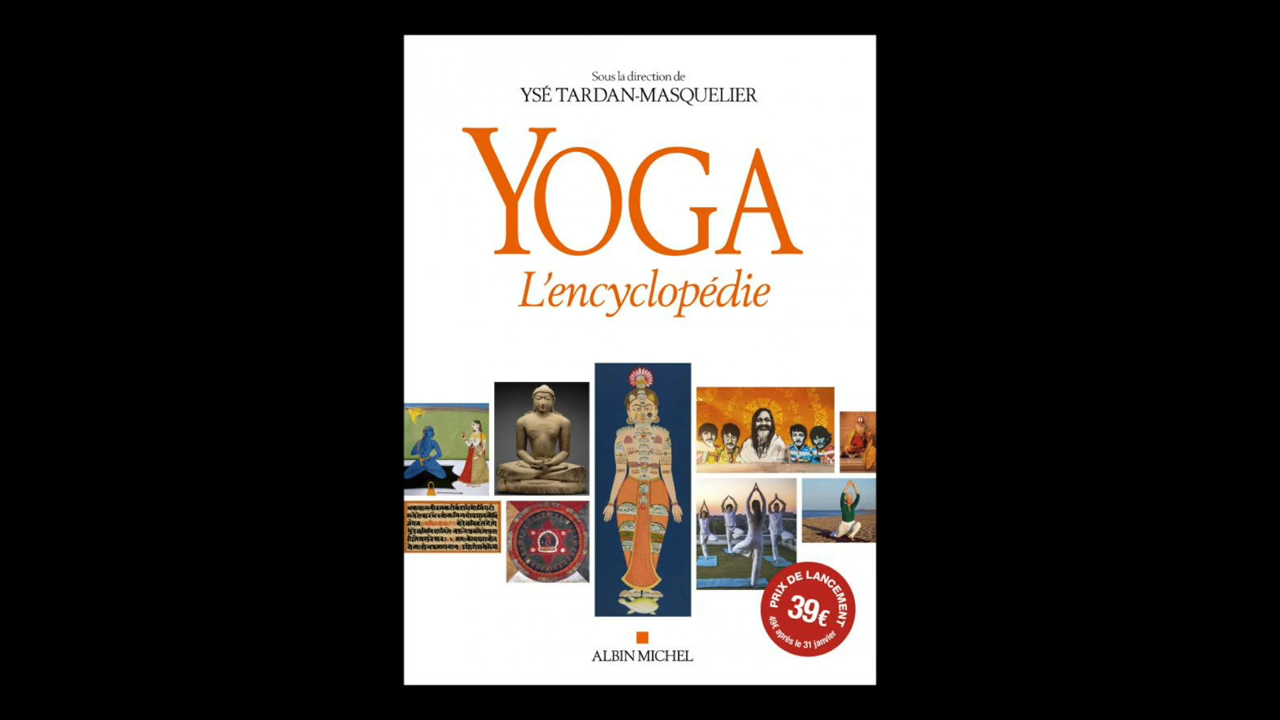 Sous la direction de
YSÉ TARDAN-MASQUELIER
YOGA
L'encyclopédie
PRIX DE LANCEMENT
39€
49€ après le 31 janvier
ALBIN MICHEL